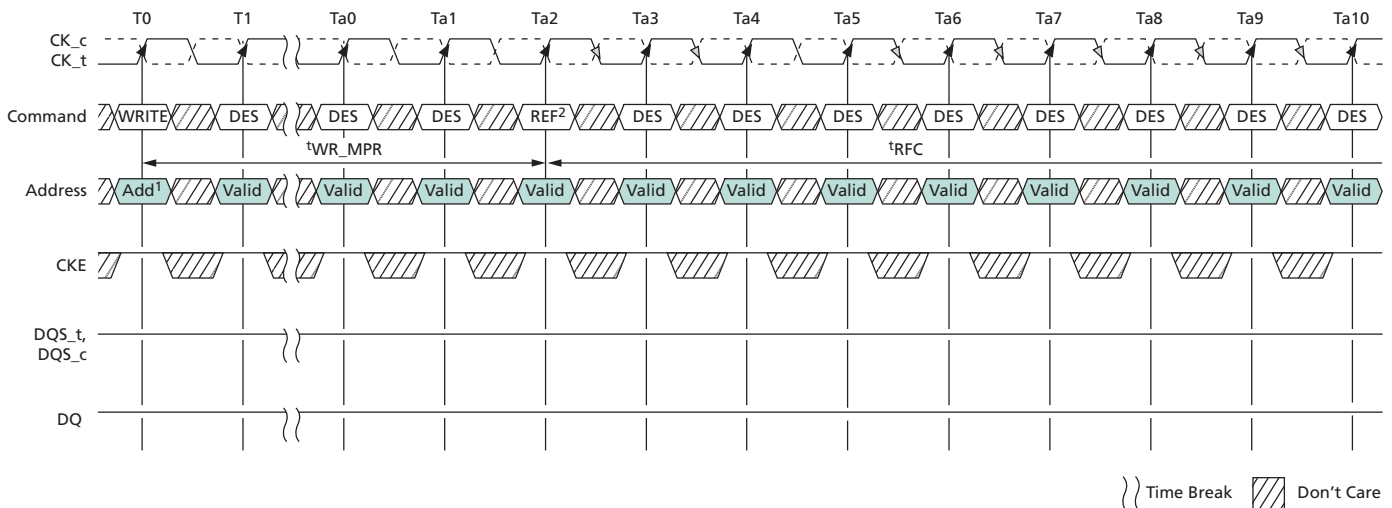 T0 T1 Ta0 Ta1 Ta2 Ta3 Ta4 Ta5 Ta6 Ta7 Ta8 Ta9 Ta10
CK_c
CK_t
Command WRITE DES DES DES REF² DES DES DES DES DES DES DES DES
tWR_MPR tRFC
Address Add¹ Valid Valid Valid Valid Valid Valid Valid Valid Valid Valid Valid Valid
CKE
DQS_t,
DQS_c
DQ
Time Break Don't Care